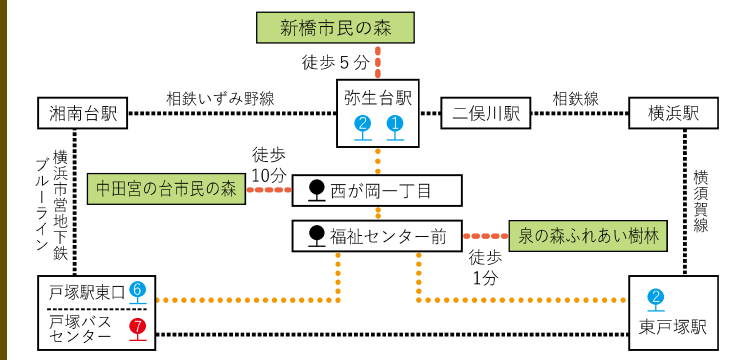 新橋市民の森
徒歩5分
相鉄いずみ野線
弥生台駅
相鉄線
湘南台駅
2
1
二俣川駅
横浜駅
徒歩
10分
横浜市営地下鉄
ブルーライン
中田宮の台市民の森
西が岡一丁目
横須賀線
福祉センター前
泉の森ふれあい樹林
徒歩
1分
戸塚駅東口
6
戸塚バス
センター
7
2
東戸塚駅